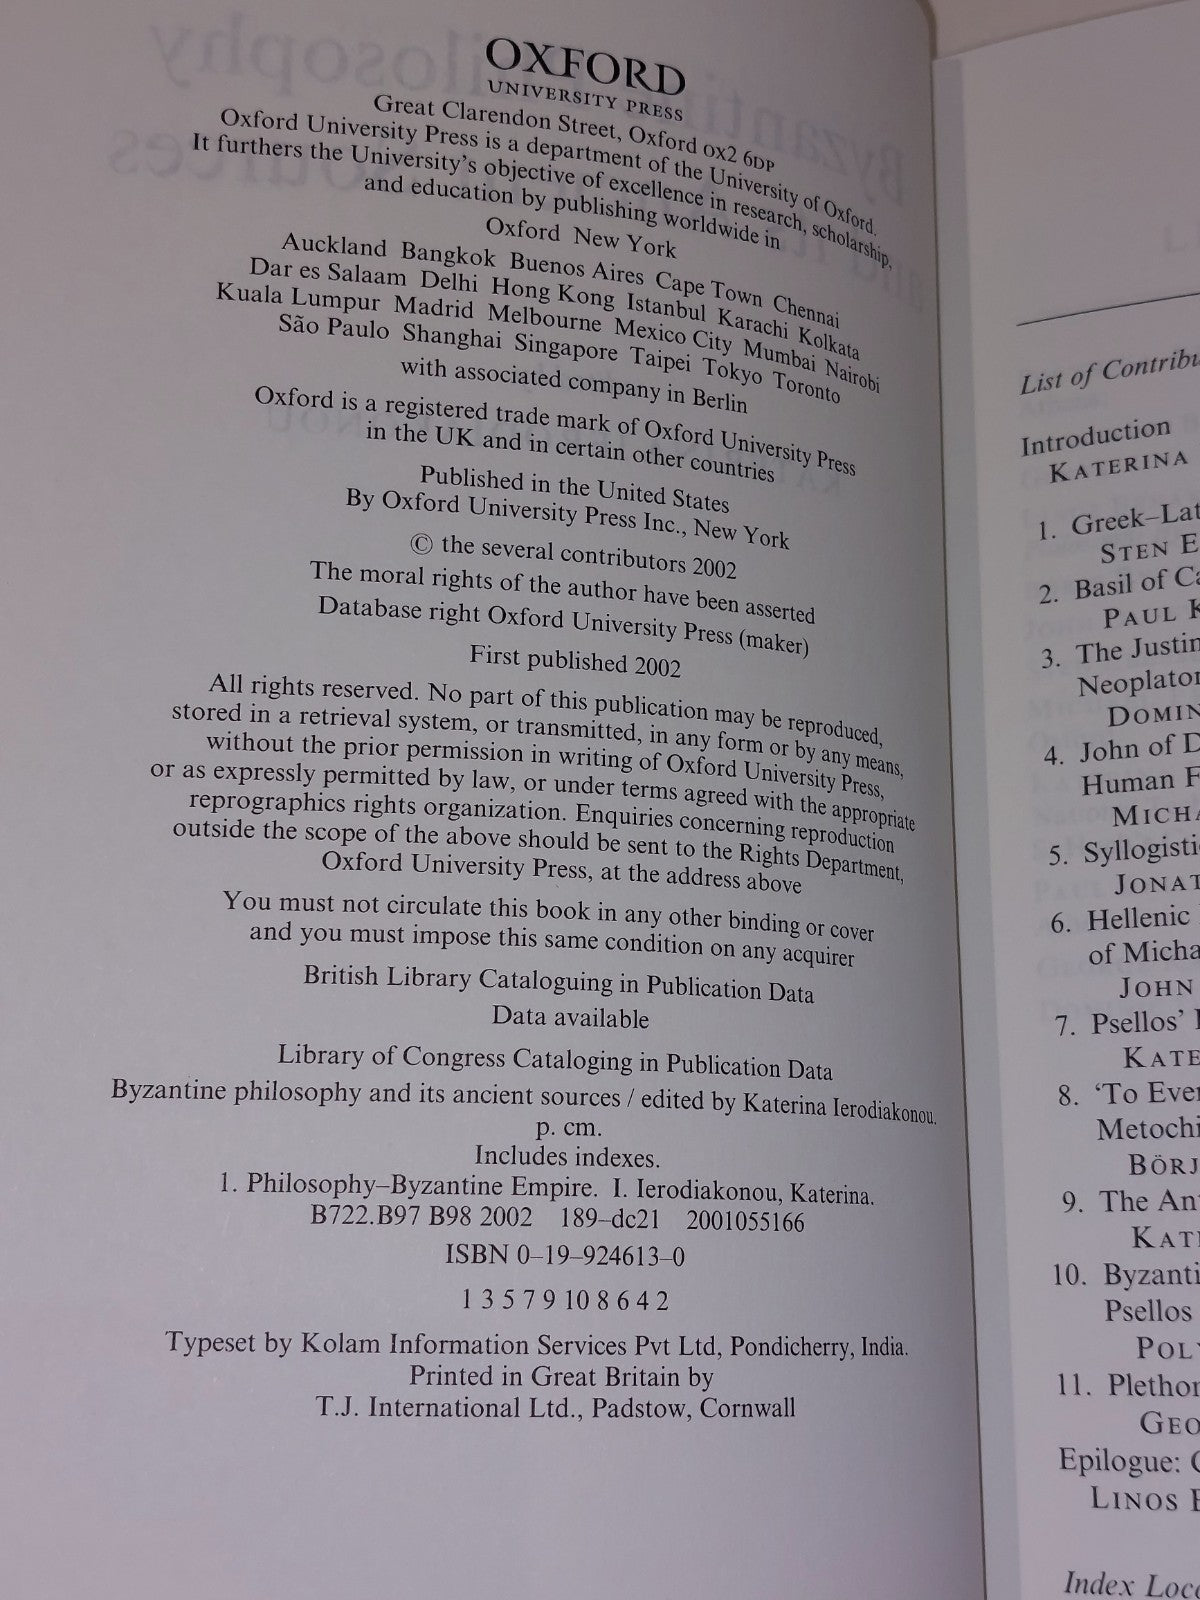 OXFORD
UNIVERSITY PRESS
Great Clarendon Street, Oxford OX2 6DP
Oxford University Press is a department of the University of Oxford.
It furthers the University's objective of excellence in research, scholarship,
and education by publishing worldwide in
Oxford New York
Auckland Bangkok Buenos Aires Cape Town Chennai
Dar es Salaam Delhi Hong Kong Istanbul Karachi Kolkata
Kuala Lumpur Madrid Melbourne Mexico City Mumbai Nairobi
São Paulo Shanghai Singapore Taipei Tokyo Toronto
with associated company in Berlin
Oxford is a registered trade mark of Oxford University Press
in the UK and in certain other countries
Published in the United States
By Oxford University Press Inc., New York
© the several contributors 2002
The moral rights of the author have been asserted
Database right Oxford University Press (maker)
First published 2002
All rights reserved. No part of this publication may be reproduced,
stored in a retrieval system, or transmitted, in any form or by any means,
without the prior permission in writing of Oxford University Press,
or as expressly permitted by law, or under terms agreed with the appropriate
reprographics rights organization. Enquiries concerning reproduction
outside the scope of the above should be sent to the Rights Department,
Oxford University Press, at the address above
You must not circulate this book in any other binding or cover
and you must impose this same condition on any acquirer
British Library Cataloguing in Publication Data
Data available
Library of Congress Cataloging in Publication Data
Byzantine philosophy and its ancient sources / edited by Katerina Ierodiakonou.
p. cm.
Includes indexes.
1. Philosophy–Byzantine Empire. I. Ierodiakonou, Katerina.
B722.B97 B98 2002 189–dc21 2001055166
ISBN 0–19–924613–0
1 3 5 7 9 10 8 6 4 2
Typeset by Kolam Information Services Pvt Ltd, Pondicherry, India.
Printed in Great Britain by
T.J. International Ltd., Padstow, Cornwall
List of Contribu
Introduction
KATERINA
1. Greek–Lat
STEN E
2. Basil of Ca
PAUL K
3. The Justin
Neoplaton
DOMIN
4. John of D
Human F
MICHA
5. Syllogisti
JONAT
6. Hellenic
of Micha
JOHN
7. Psellos'
KATE
8. 'To Ever
Metochi
BÖRJ
9. The An
KATE
10. Byzanti
Psellos
POLY
11. Plethon
GEO
Epilogue:
LINOS B
Index Loc